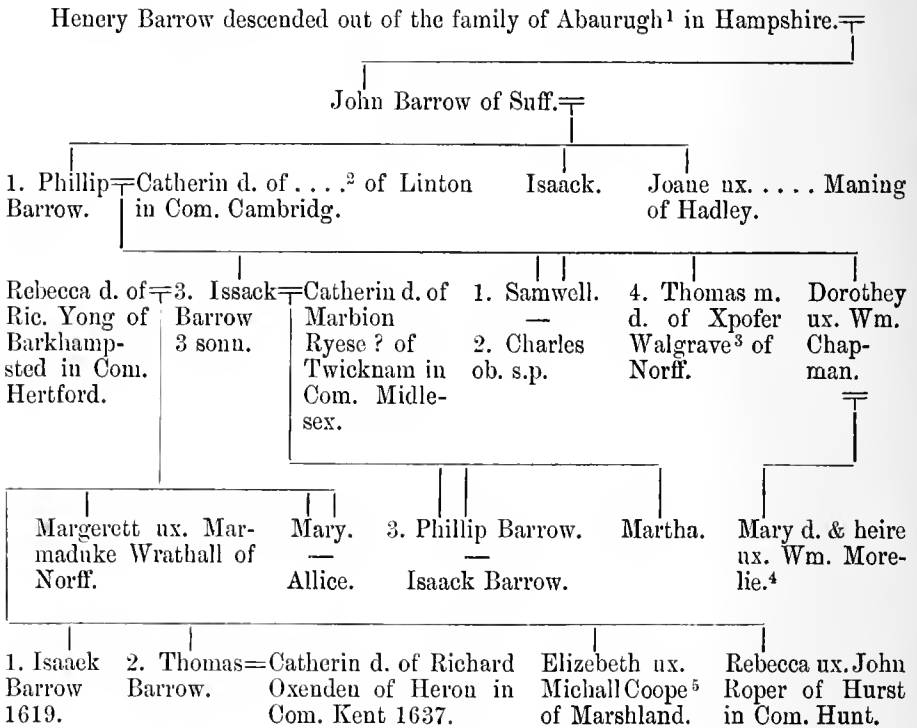 Henery Barrow descended out of the family of Abaurugh¹ in Hampshire.
John Barrow of Suff.
1. Phillip
Barrow.
Catherin d. of . . . .² of Linton
in Com. Cambridg.
Isaack.
Joane ux. . . . . Maning
of Hadley.
Rebecca d. of
Ric. Yong of
Barkhamp-
sted in Com.
Hertford.
3. Issack
Barrow
3 sonn.
Catherin d. of
Marbion
Ryese ? of
Twicknam in
Com. Midle-
sex.
1. Samwell.
—
2. Charles
ob. s.p.
4. Thomas m.
d. of Xpofer
Walgrave³ of
Norff.
Dorothey
ux. Wm.
Chap-
man.
Margerett ux. Mar-
maduke Wrathall of
Norff.
Mary.
—
Allice.
3. Phillip Barrow.
—
Isaack Barrow.
Martha.
Mary d. & heire
ux. Wm. More-
lie.⁴
1. Isaack
Barrow
1619.
2. Thomas
Barrow.
Catherin d. of Richard
Oxenden of Heron in
Com. Kent 1637.
Elizebeth ux.
Michall Coope⁵
of Marshland.
Rebecca ux. John
Roper of Hurst
in Com. Hunt.